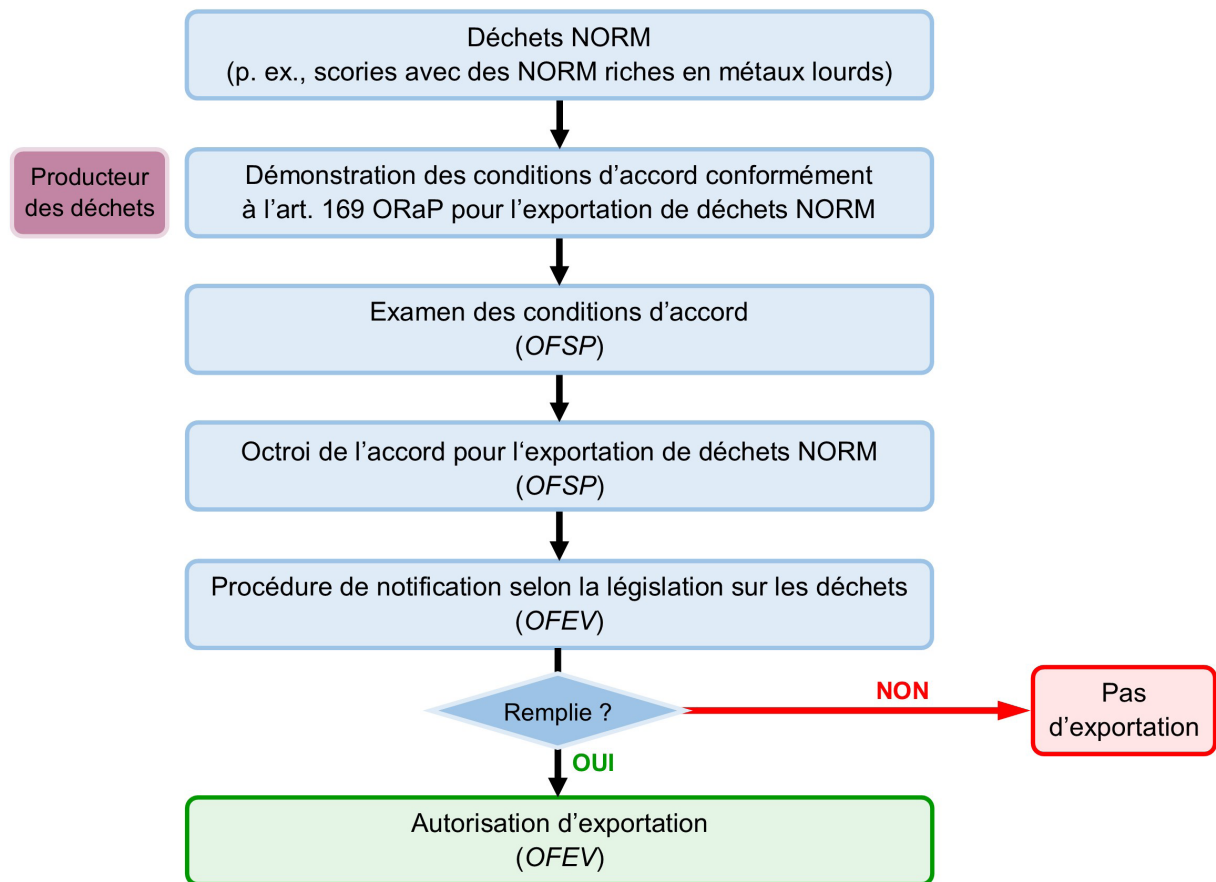 Déchets NORM
(p. ex., scories avec des NORM riches en métaux lourds)
Producteur
des déchets
Démonstration des conditions d’accord conformément
à l’art. 169 ORaP pour l’exportation de déchets NORM
Examen des conditions d’accord
(OFSP)
Octroi de l’accord pour l‘exportation de déchets NORM
(OFSP)
Procédure de notification selon la législation sur les déchets
(OFEV)
Remplie ?
NON
Pas
d’exportation
OUI
Autorisation d’exportation
(OFEV)